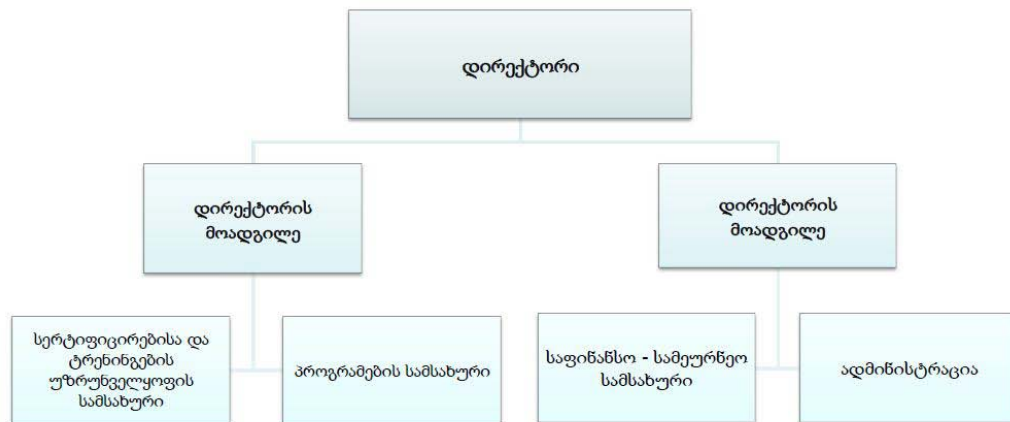 დირექტორი
დირექტორის
მოადგილე
დირექტორის
მოადგილე
სერტიფიცირებისა და
ტრენინგების
უზრუნველყოფის
სამსახური
პროგრამების სამსახური
საფინანსო - სამეურნეო
სამსახური
ადმინისტრაცია